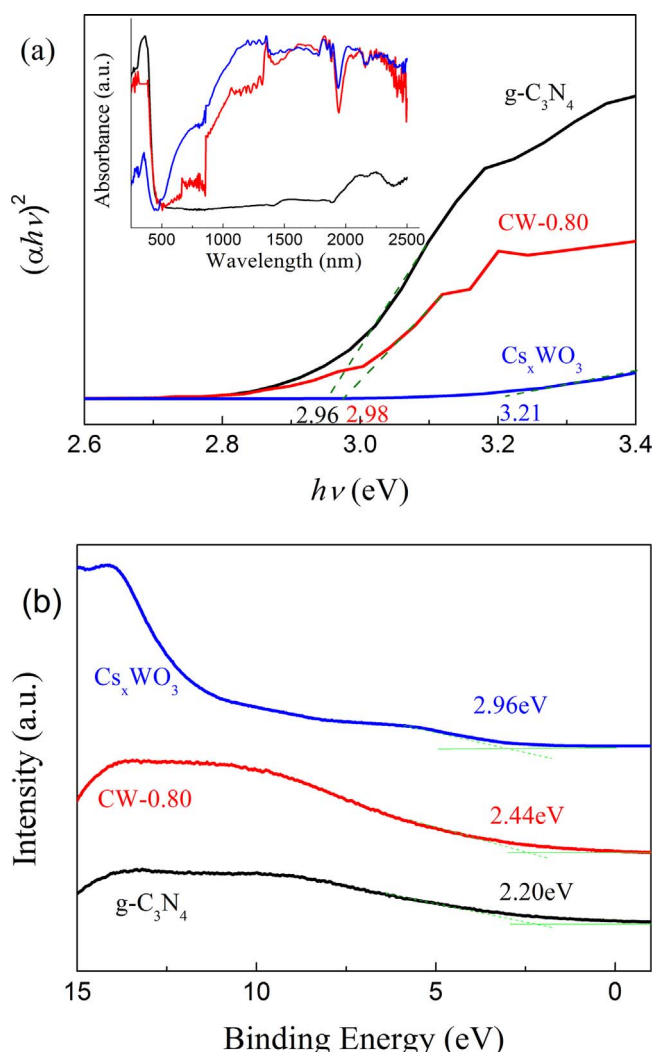 (a)
Absorbance (a.u.)
500 1000 1500 2000 2500
Wavelength (nm)
g-C₃N₄
CW-0.80
CsₓWO₃
(αhν)²
2.96 2.98 3.21
2.6 2.8 3.0 3.2 3.4
hν (eV)
(b)
CsₓWO₃
2.96eV
CW-0.80
2.44eV
g-C₃N₄
2.20eV
Intensity (a.u.)
15 10 5 0
Binding Energy (eV)